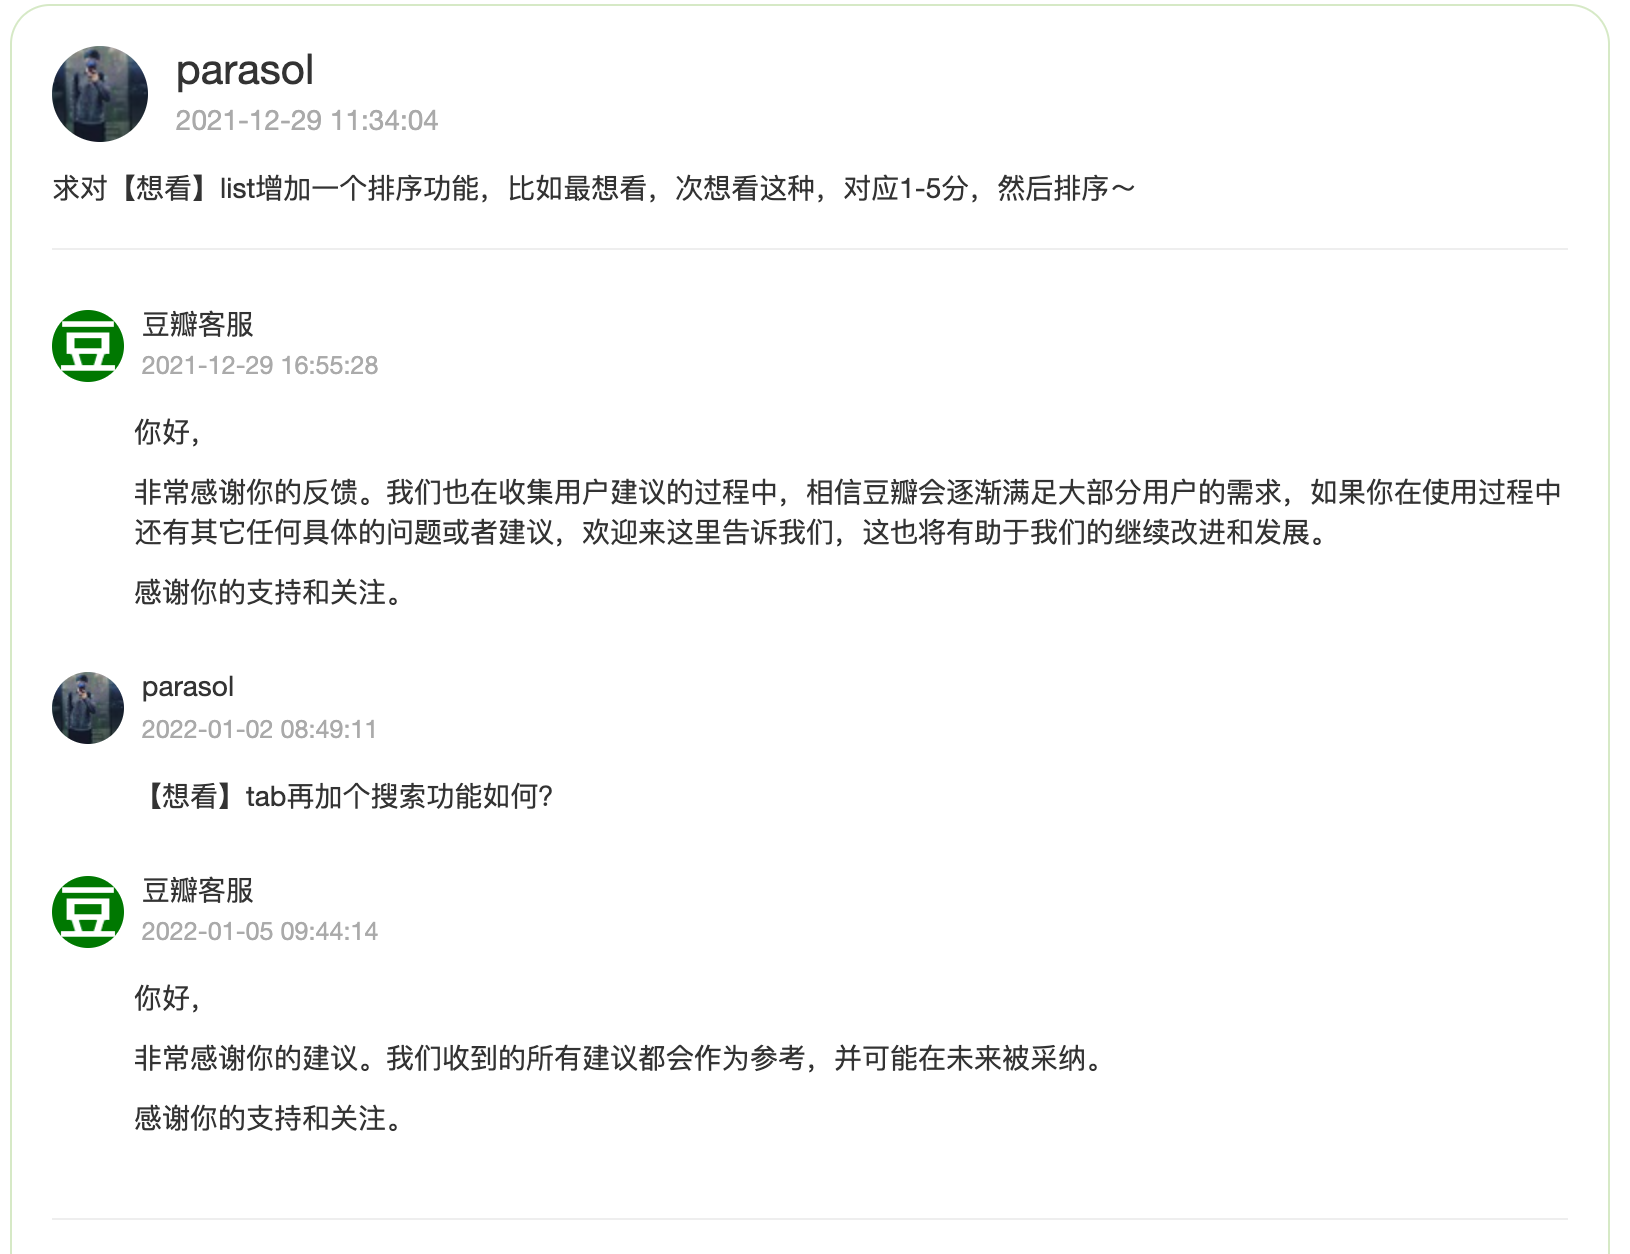 parasol
2021-12-29 11:34:04
求对【想看】list增加一个排序功能，比如最想看，次想看这种，对应1-5分，然后排序～
豆
豆瓣客服
2021-12-29 16:55:28
你好，
非常感谢你的反馈。我们也在收集用户建议的过程中，相信豆瓣会逐渐满足大部分用户的需求，如果你在使用过程中
还有其它任何具体的问题或者建议，欢迎来这里告诉我们，这也将有助于我们的继续改进和发展。
感谢你的支持和关注。
parasol
2022-01-02 08:49:11
【想看】tab再加个搜索功能如何？
豆
豆瓣客服
2022-01-05 09:44:14
你好，
非常感谢你的建议。我们收到的所有建议都会作为参考，并可能在未来被采纳。
感谢你的支持和关注。